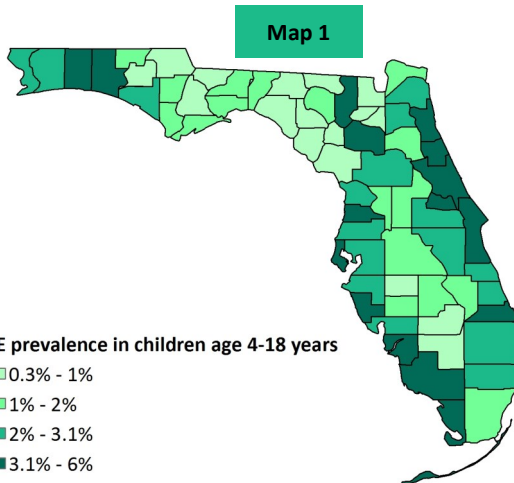 Map 1
E prevalence in children age 4-18 years
0.3% - 1%
1% - 2%
2% - 3.1%
3.1% - 6%